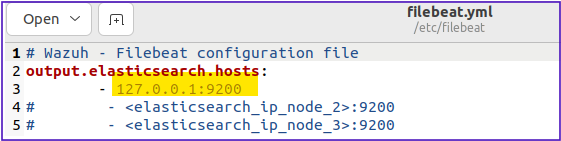 Open
filebeat.yml
/etc/filebeat
1 # Wazuh - Filebeat configuration file
2 output.elasticsearch.hosts:
3         - 127.0.0.1:9200
4 #        - <elasticsearch_ip_node_2>:9200
5 #        - <elasticsearch_ip_node_3>:9200